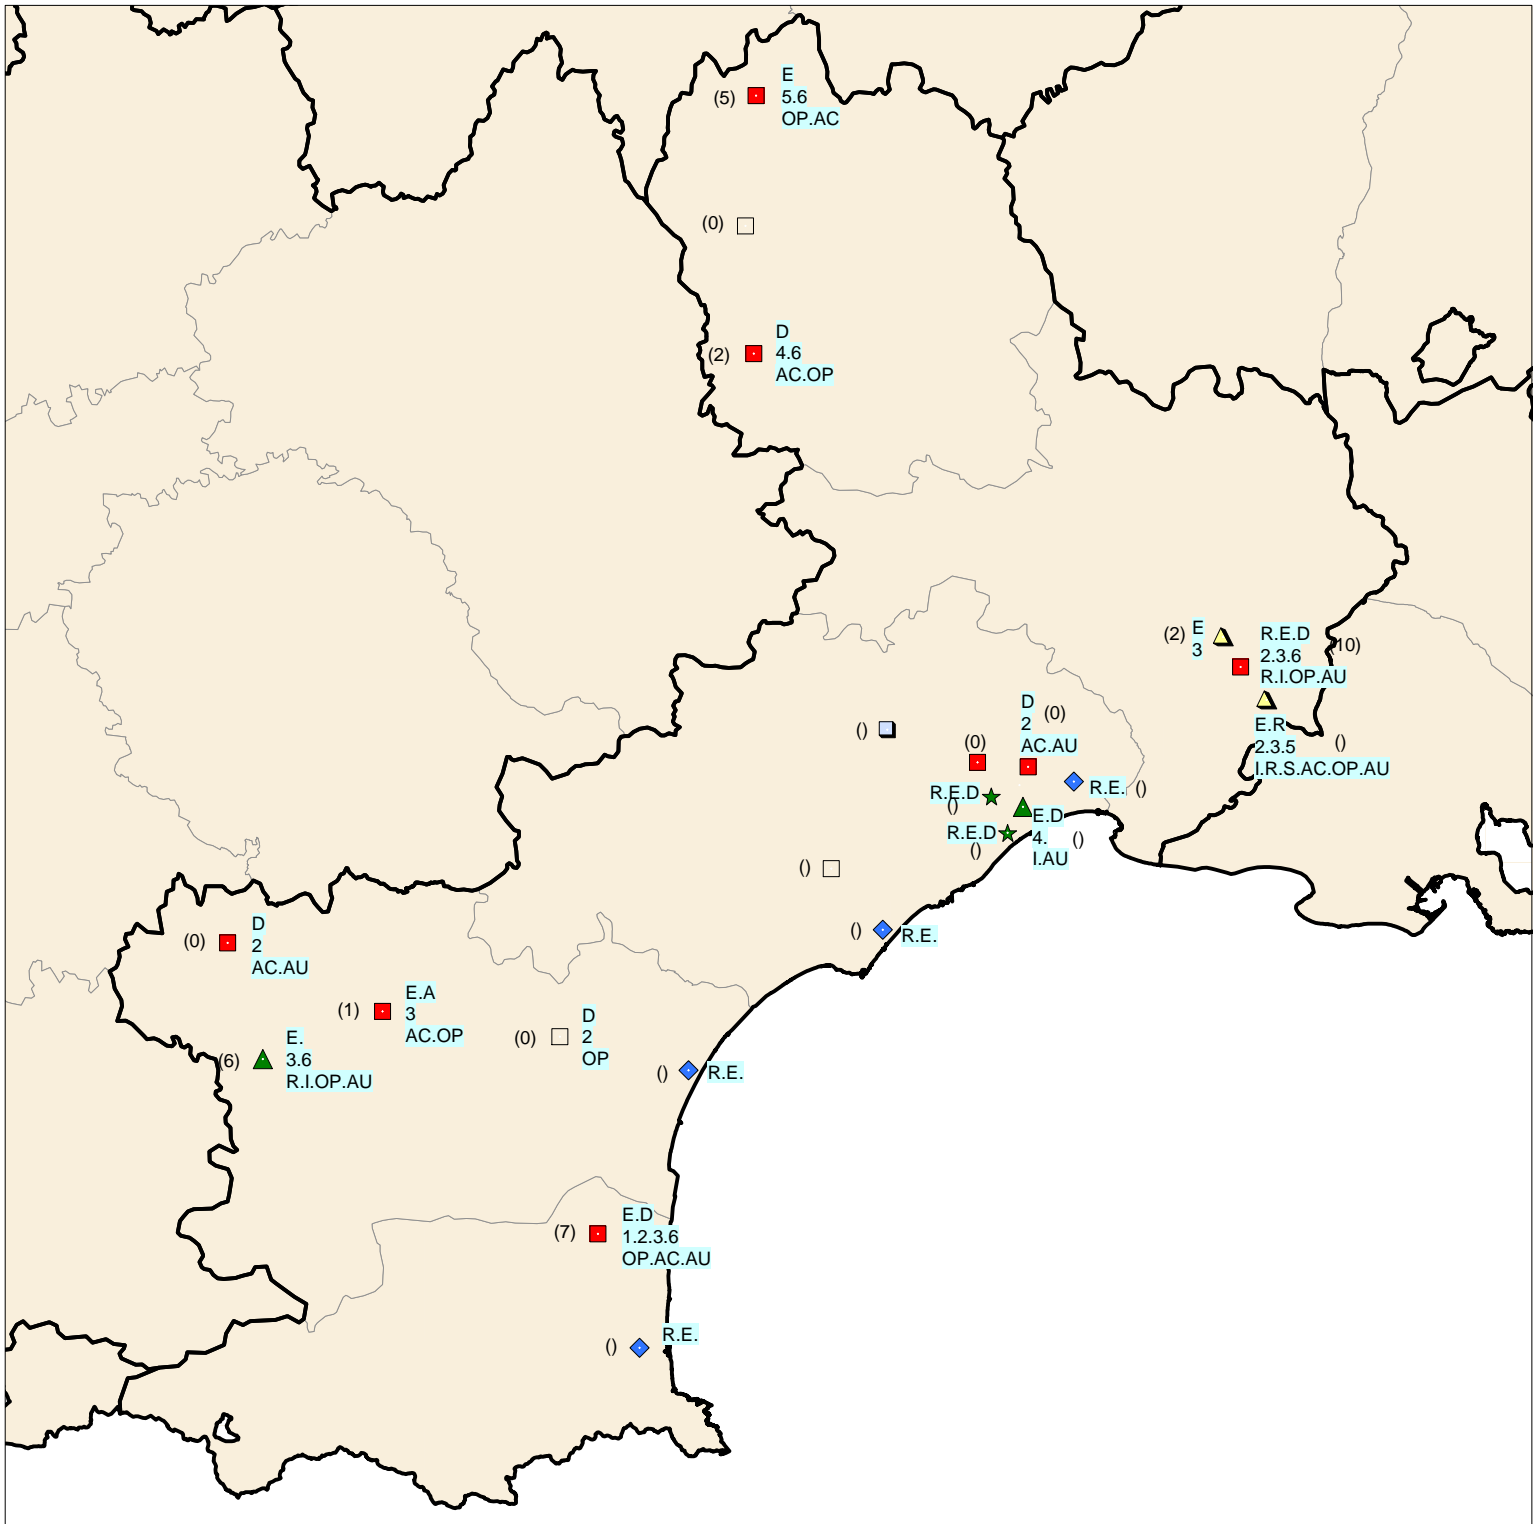 E
(5) 5.6
OP.AC
(0)
D
(2) 4.6
AC.OP
E
(2) 3
R.E.D
2.3.6
R.I.OP.AU
(10)
E.R
2.3.5
I.R.S.AC.OP.AU
()
()
(0)
D
2
AC.AU
(0)
R.E. ()
R.E.D
()
R.E.D
()
E.D
4.
I.AU
()
()
() R.E.
D
(0) 2
AC.AU
E.A
(1) 3
AC.OP
D
(0) 2
OP
E.
(6) 3.6
R.I.OP.AU
() R.E.
E.D
(7) 1.2.3.6
OP.AC.AU
() R.E.